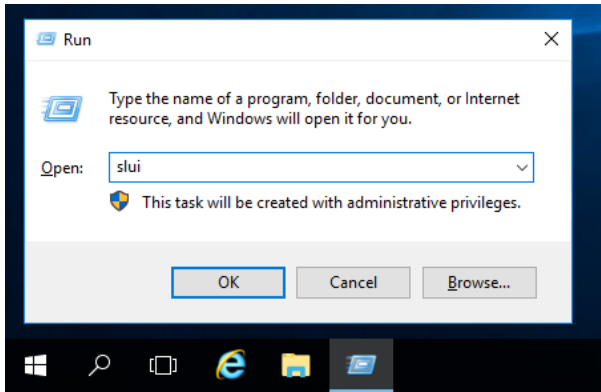 Run
Type the name of a program, folder, document, or Internet
resource, and Windows will open it for you.
Open: slui
This task will be created with administrative privileges.
OK Cancel Browse...